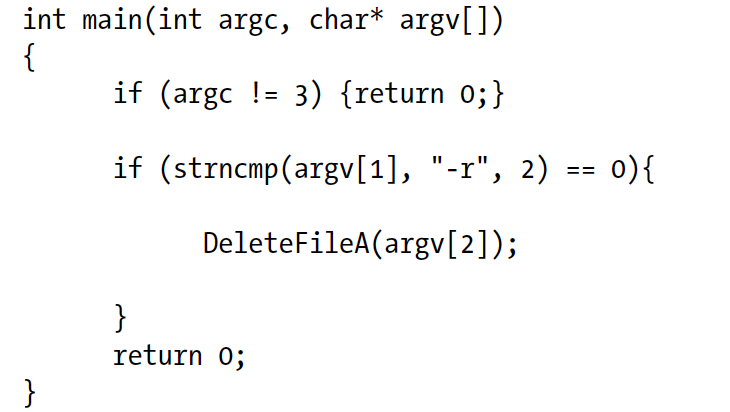 int main(int argc, char* argv[])
{
if (argc != 3) {return 0;}
if (strncmp(argv[1], "-r", 2) == 0){
DeleteFileA(argv[2]);
}
return 0;
}